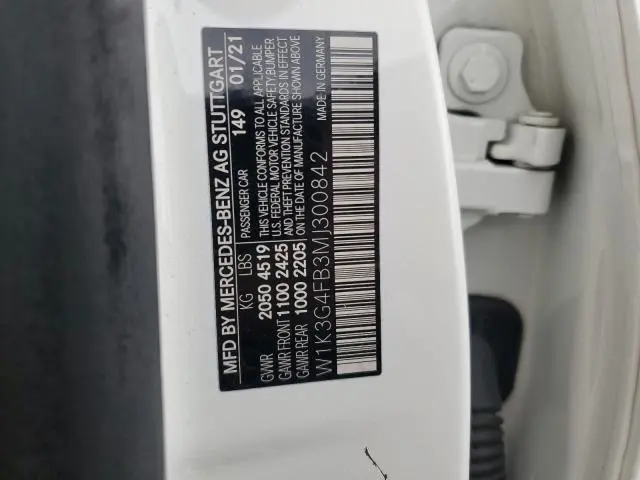 MFD BY MERCEDES-BENZ AG STUTTGART
PASSENGER CAR 149 01/21
KG LBS
GVWR 2050 4519
GAWR FRONT 1100 2425
GAWR REAR 1000 2205
THIS VEHICLE CONFORMS TO ALL APPLICABLE
U.S. FEDERAL MOTOR VEHICLE SAFETY, BUMPER
AND THEFT PREVENTION STANDARDS IN EFFECT
ON THE DATE OF MANUFACTURE SHOWN ABOVE
W1K3G4FB3MJ300842
MADE IN GERMANY